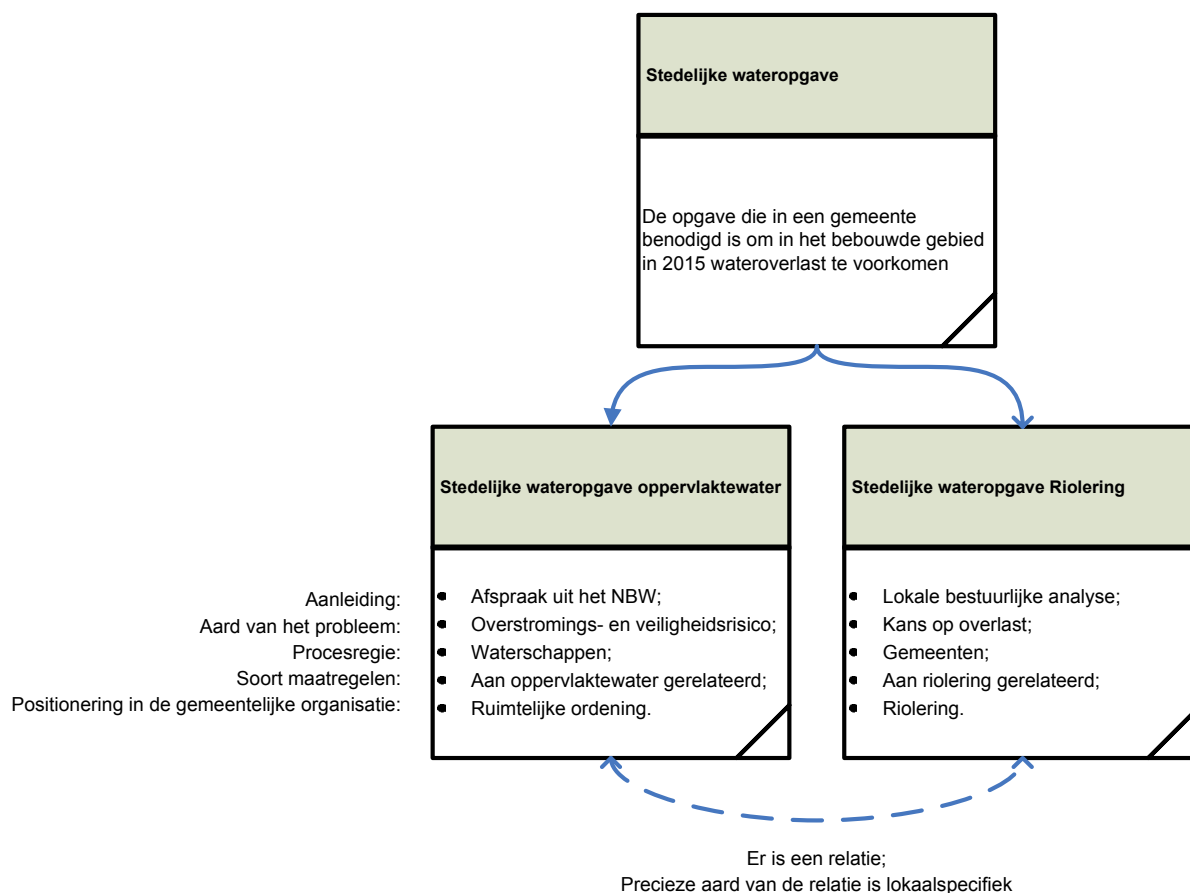 Stedelijke wateropgave
De opgave die in een gemeente
benodigd is om in het bebouwde gebied
in 2015 wateroverlast te voorkomen
Stedelijke wateropgave oppervlaktewater
Stedelijke wateropgave Riolering
Aanleiding:
Aard van het probleem:
Procesregie:
Soort maatregelen:
Positionering in de gemeentelijke organisatie:
• Afspraak uit het NBW;
• Overstromings- en veiligheidsrisico;
• Waterschappen;
• Aan oppervlaktewater gerelateerd;
• Ruimtelijke ordening.
• Lokale bestuurlijke analyse;
• Kans op overlast;
• Gemeenten;
• Aan riolering gerelateerd;
• Riolering.
Er is een relatie;
Precieze aard van de relatie is lokaalspecifiek